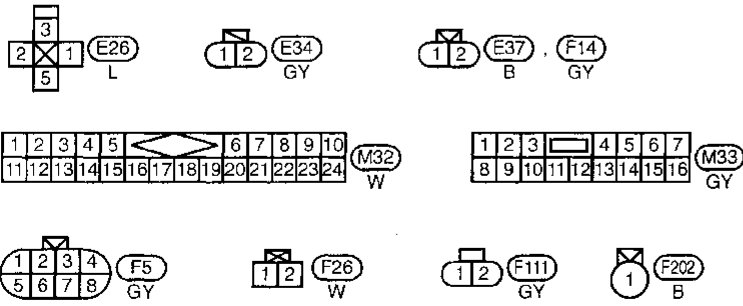 3
2 1 E26
5 L
1 2 E34
GY
1 2 E37 , F14
B GY
1 2 3 4 5 6 7 8 9 10
11 12 13 14 15 16 17 18 19 20 21 22 23 24 M32
W
1 2 3 4 5 6 7
8 9 10 11 12 13 14 15 16 M33
GY
1 2 3 4
5 6 7 8 F5
GY
1 2 F26
W
1 2 F111
GY
1 F202
B